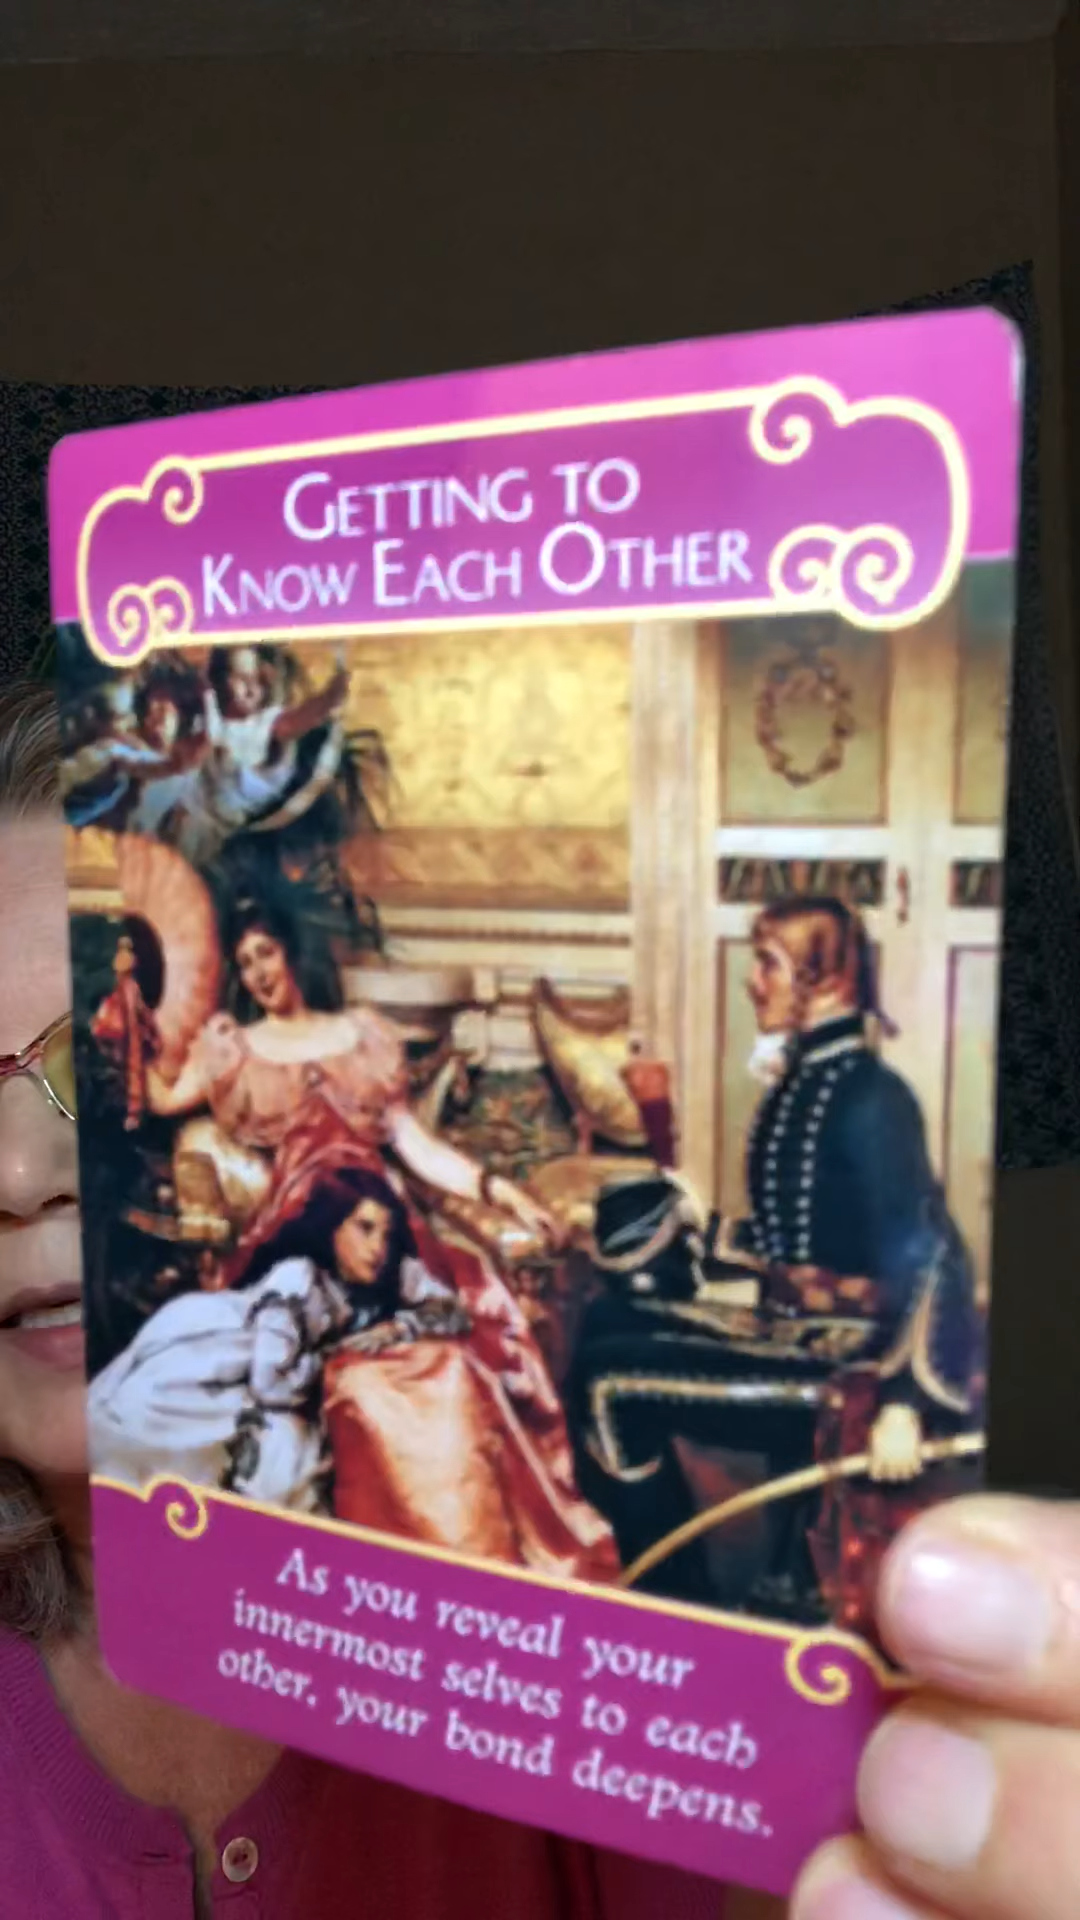 GETTING TO
KNOW EACH OTHER
As you reveal your
innermost selves to each
other, your bond deepens.